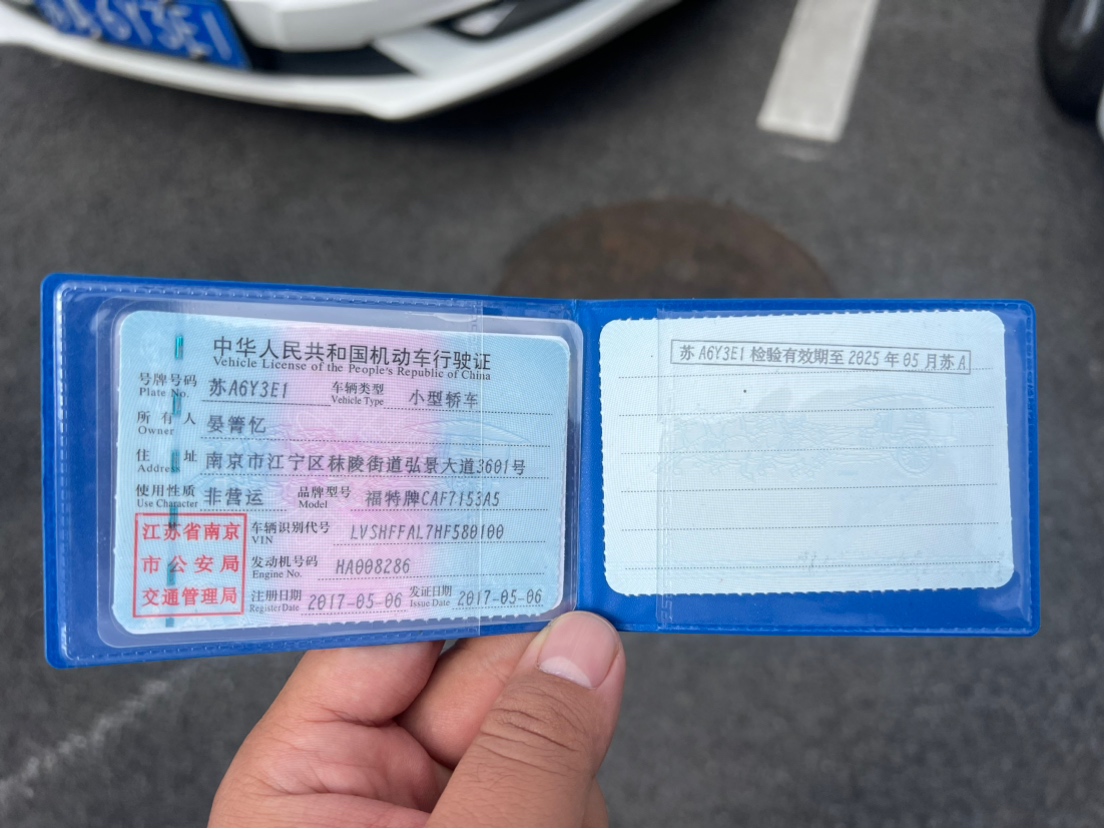 A6Y3E1
中华人民共和国机动车行驶证
Vehicle License of the People's Republic of China
号牌号码 苏A6Y3E1 车辆类型 小型轿车
Plate No. Vehicle Type
所有人 晏箐忆
Owner
住址 南京市江宁区秣陵街道弘景大道3601号
Address
使用性质 非营运 品牌型号 福特牌CAF7153A5
Use Character Model
江苏省南京
市公安局
交通管理局
车辆识别代号 LVSHFFAL7HF580100
VIN
发动机号码 HA008286
Engine No.
注册日期 2017-05-06 发证日期 2017-05-06
Register Date Issue Date
苏A6Y3E1检验有效期至2025年05月苏A